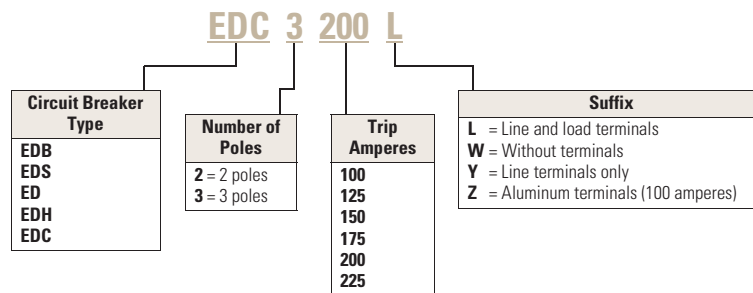 EDC 3 200 L
Circuit Breaker
Type
EDB
EDS
ED
EDH
EDC
Number of
Poles
2 = 2 poles
3 = 3 poles
Trip
Amperes
100
125
150
175
200
225
Suffix
L = Line and load terminals
W = Without terminals
Y = Line terminals only
Z = Aluminum terminals (100 amperes)